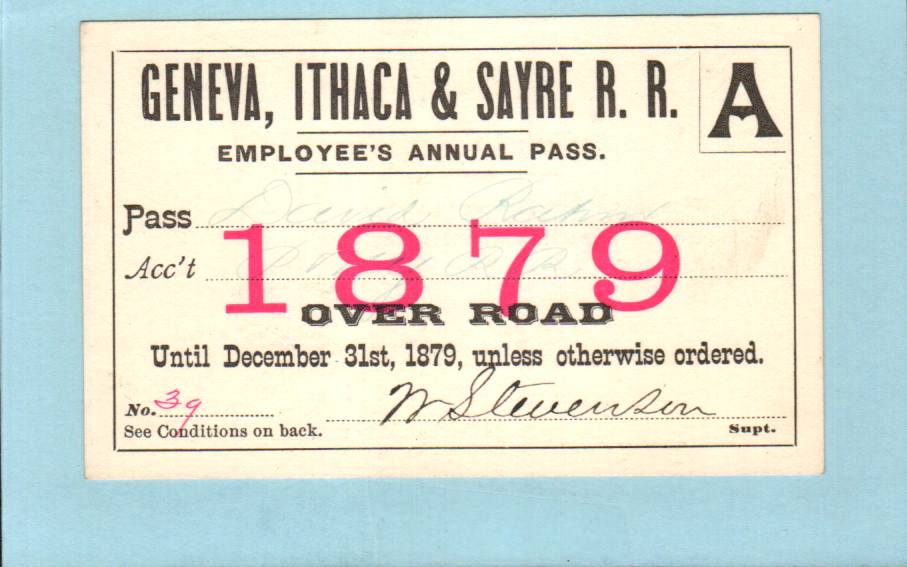 GENEVA, ITHACA & SAYRE R. R. A
EMPLOYEE'S ANNUAL PASS.
Pass David
Acc't R. R.
1879
OVER ROAD
Until December 31st, 1879, unless otherwise ordered.
No. 39 W Stevenson
See Conditions on back. Supt.